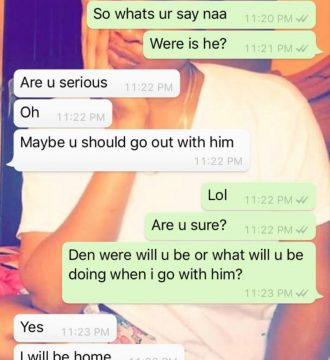 So whats ur say naa 11:20 PM
Were is he? 11:21 PM
Are u serious 11:22 PM
Oh 11:22 PM
Maybe u should go out with him
11:22 PM
Lol 11:22 PM
Are u sure? 11:22 PM
Den were will u be or what will u be
doing when i go with him?
11:23 PM
Yes 11:23 PM
I will be home